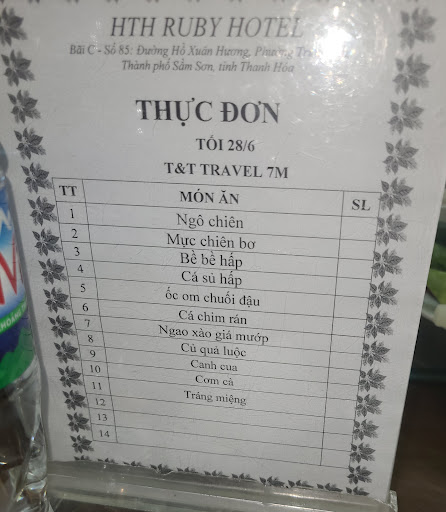 HTH RUBY HOTEL
Bãi C - Số 85: Đường Hồ Xuân Hương, Phường
Thành phố Sầm Sơn, tỉnh Thanh Hóa
THỰC ĐƠN
TỐI 28/6
T&T TRAVEL 7M
TT MÓN ĂN SL
1 Ngô chiên
2 Mực chiên bơ
3 Bề bề hấp
4 Cá sủ hấp
5 ốc om chuối đậu
6 Cá chim rán
7 Ngao xào giá mướp
8 Củ quả luộc
9 Canh cua
10 Cơm cà
11 Tráng miệng
12
13
14